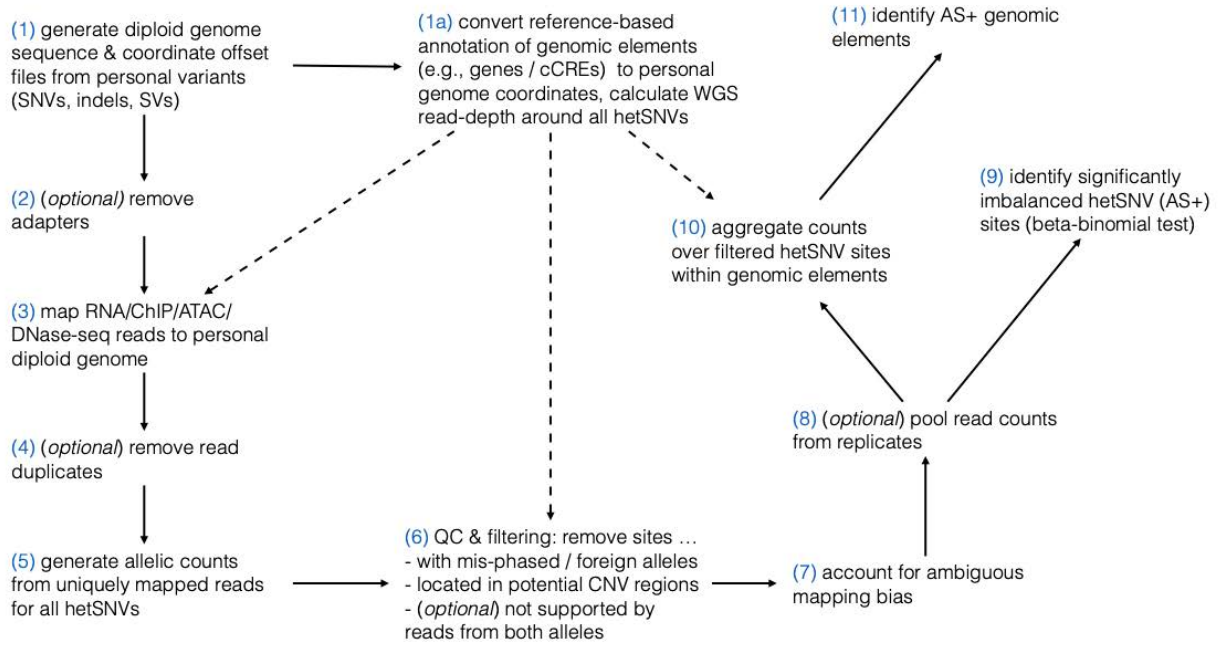 (1) generate diploid genome
sequence & coordinate offset
files from personal variants
(SNVs, indels, SVs)
(1a) convert reference-based
annotation of genomic elements
(e.g., genes / cCREs) to personal
genome coordinates, calculate WGS
read-depth around all hetSNVs
(2) (optional) remove
adapters
(3) map RNA/ChIP/ATAC/
DNase-seq reads to personal
diploid genome
(4) (optional) remove read
duplicates
(5) generate allelic counts
from uniquely mapped reads
for all hetSNVs
(6) QC & filtering: remove sites ...
- with mis-phased / foreign alleles
- located in potential CNV regions
- (optional) not supported by
reads from both alleles
(7) account for ambiguous
mapping bias
(8) (optional) pool read counts
from replicates
(9) identify significantly
imbalanced hetSNV (AS+)
sites (beta-binomial test)
(10) aggregate counts
over filtered hetSNV sites
within genomic elements
(11) identify AS+ genomic
elements